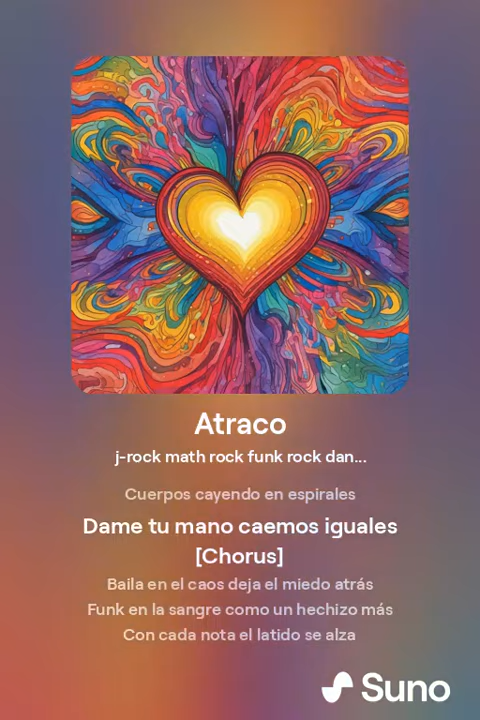 Atraco
j-rock math rock funk rock dan...
Cuerpos cayendo en espirales
Dame tu mano caemos iguales
[Chorus]
Baila en el caos deja el miedo atrás
Funk en la sangre como un hechizo más
Con cada nota el latido se alza
Suno